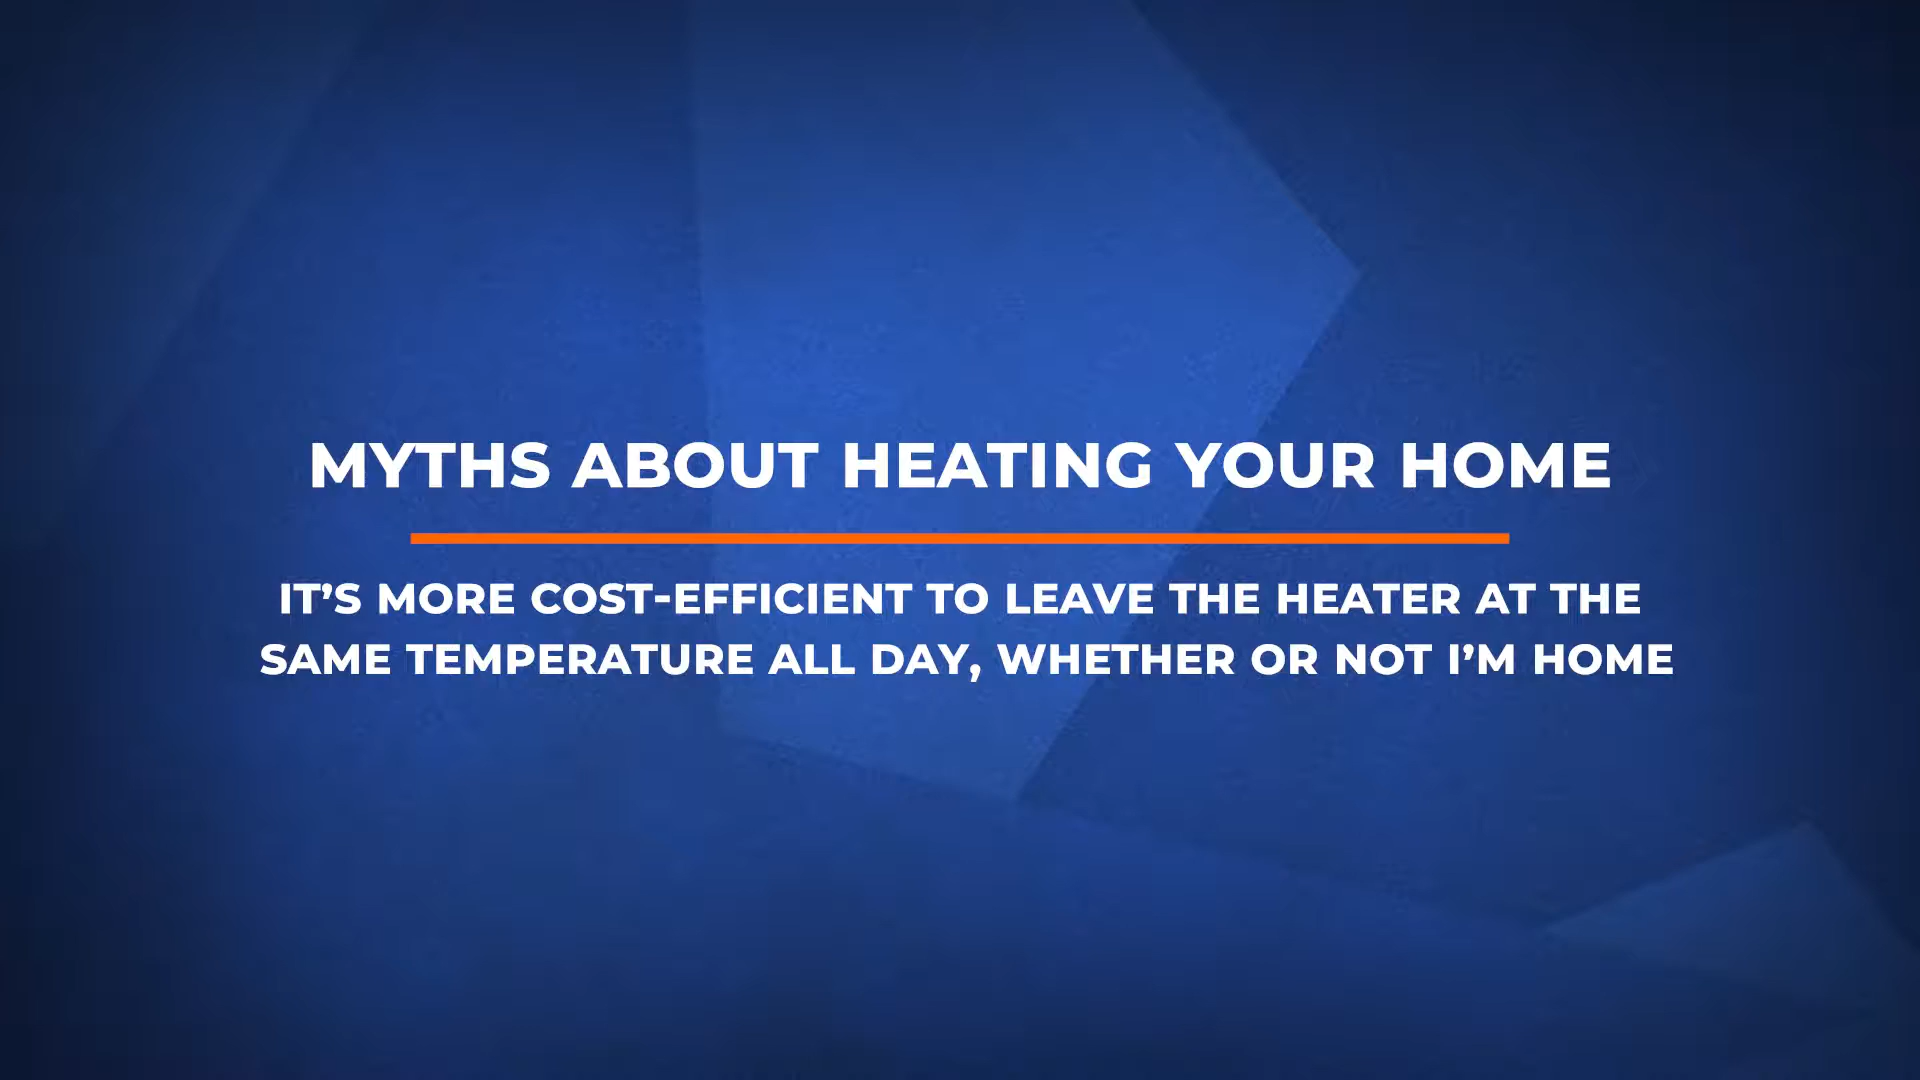 MYTHS ABOUT HEATING YOUR HOME
IT’S MORE COST-EFFICIENT TO LEAVE THE HEATER AT THE
SAME TEMPERATURE ALL DAY, WHETHER OR NOT I’M HOME